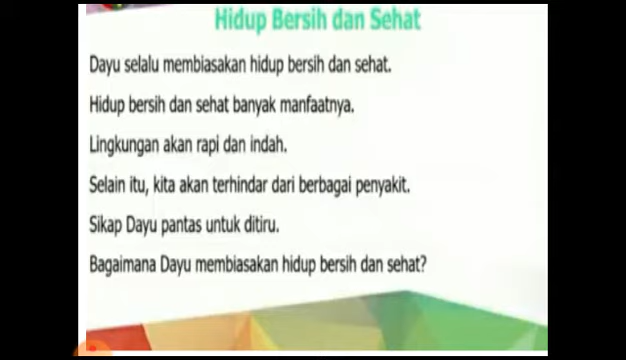 Hidup Bersih dan Sehat
Dayu selalu membiasakan hidup bersih dan sehat.
Hidup bersih dan sehat banyak manfaatnya.
Lingkungan akan rapi dan indah.
Selain itu, kita akan terhindar dari berbagai penyakit.
Sikap Dayu pantas untuk ditiru.
Bagaimana Dayu membiasakan hidup bersih dan sehat?